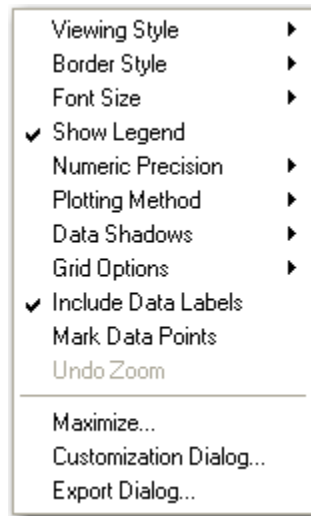 Viewing Style
Border Style
Font Size
Show Legend
Numeric Precision
Plotting Method
Data Shadows
Grid Options
Include Data Labels
Mark Data Points
Undo Zoom
Maximize...
Customization Dialog...
Export Dialog...